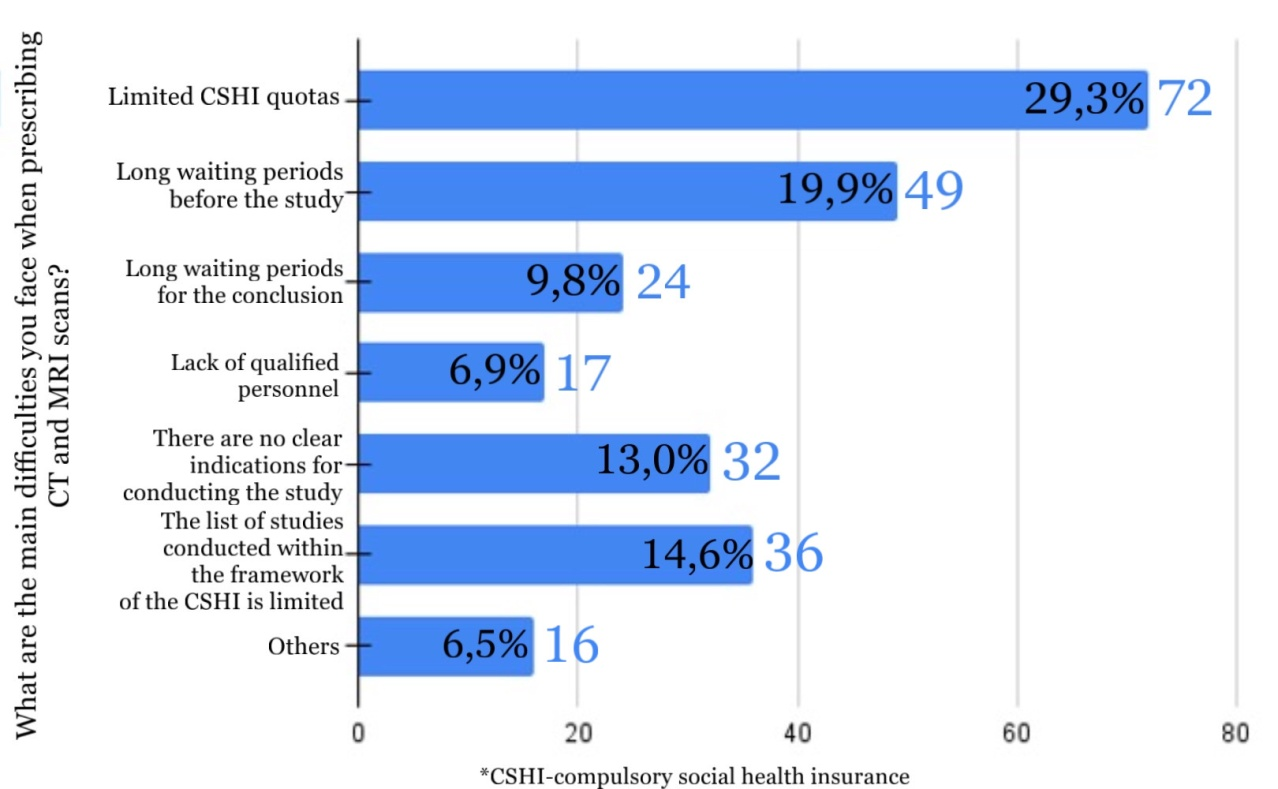 What are the main difficulties you face when prescribing
CT and MRI scans?
Limited CSHI quotas
29,3%
72
Long waiting periods
before the study
19,9%
49
Long waiting periods
for the conclusion
9,8%
24
Lack of qualified
personnel
6,9%
17
There are no clear
indications for
conducting the study
13,0%
32
The list of studies
conducted within
the framework
of the CSHI is limited
14,6%
36
Others
6,5%
16
0
20
40
60
80
*CSHI-compulsory social health insurance